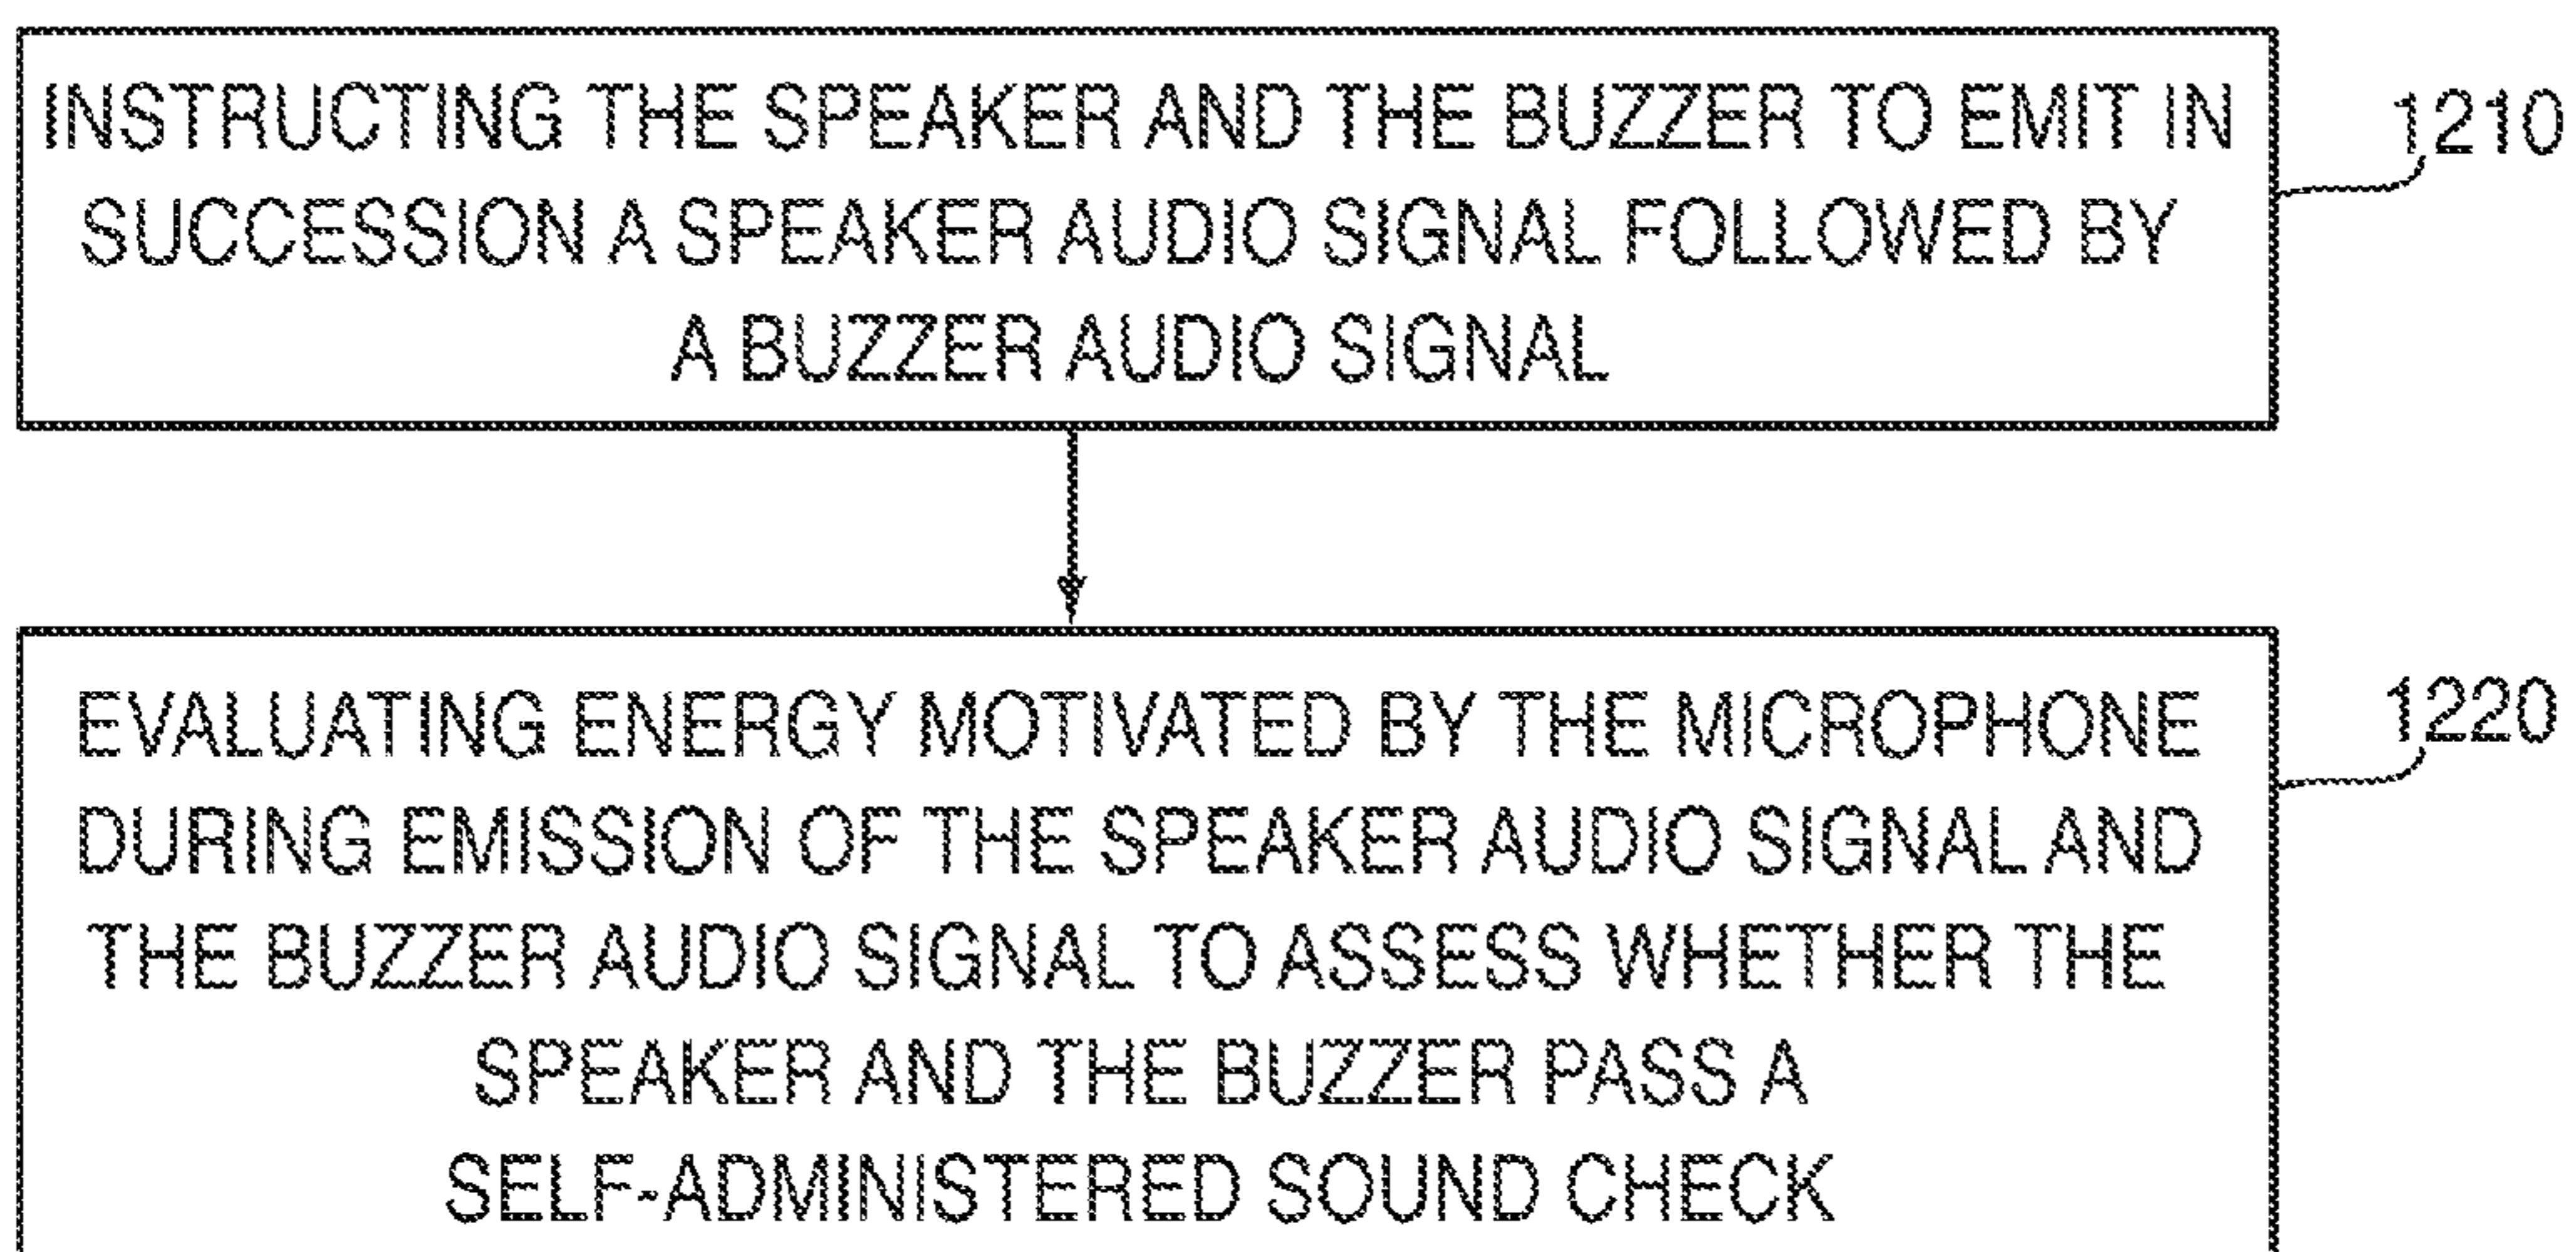 INSTRUCTING THE SPEAKER AND THE BUZZER TO EMIT IN
SUCCESSION A SPEAKER AUDIO SIGNAL FOLLOWED BY
A BUZZER AUDIO SIGNAL
1210
EVALUATING ENERGY MOTIVATED BY THE MICROPHONE
DURING EMISSION OF THE SPEAKER AUDIO SIGNAL AND
THE BUZZER AUDIO SIGNAL TO ASSESS WHETHER THE
SPEAKER AND THE BUZZER PASS A
SELF-ADMINISTERED SOUND CHECK
1220